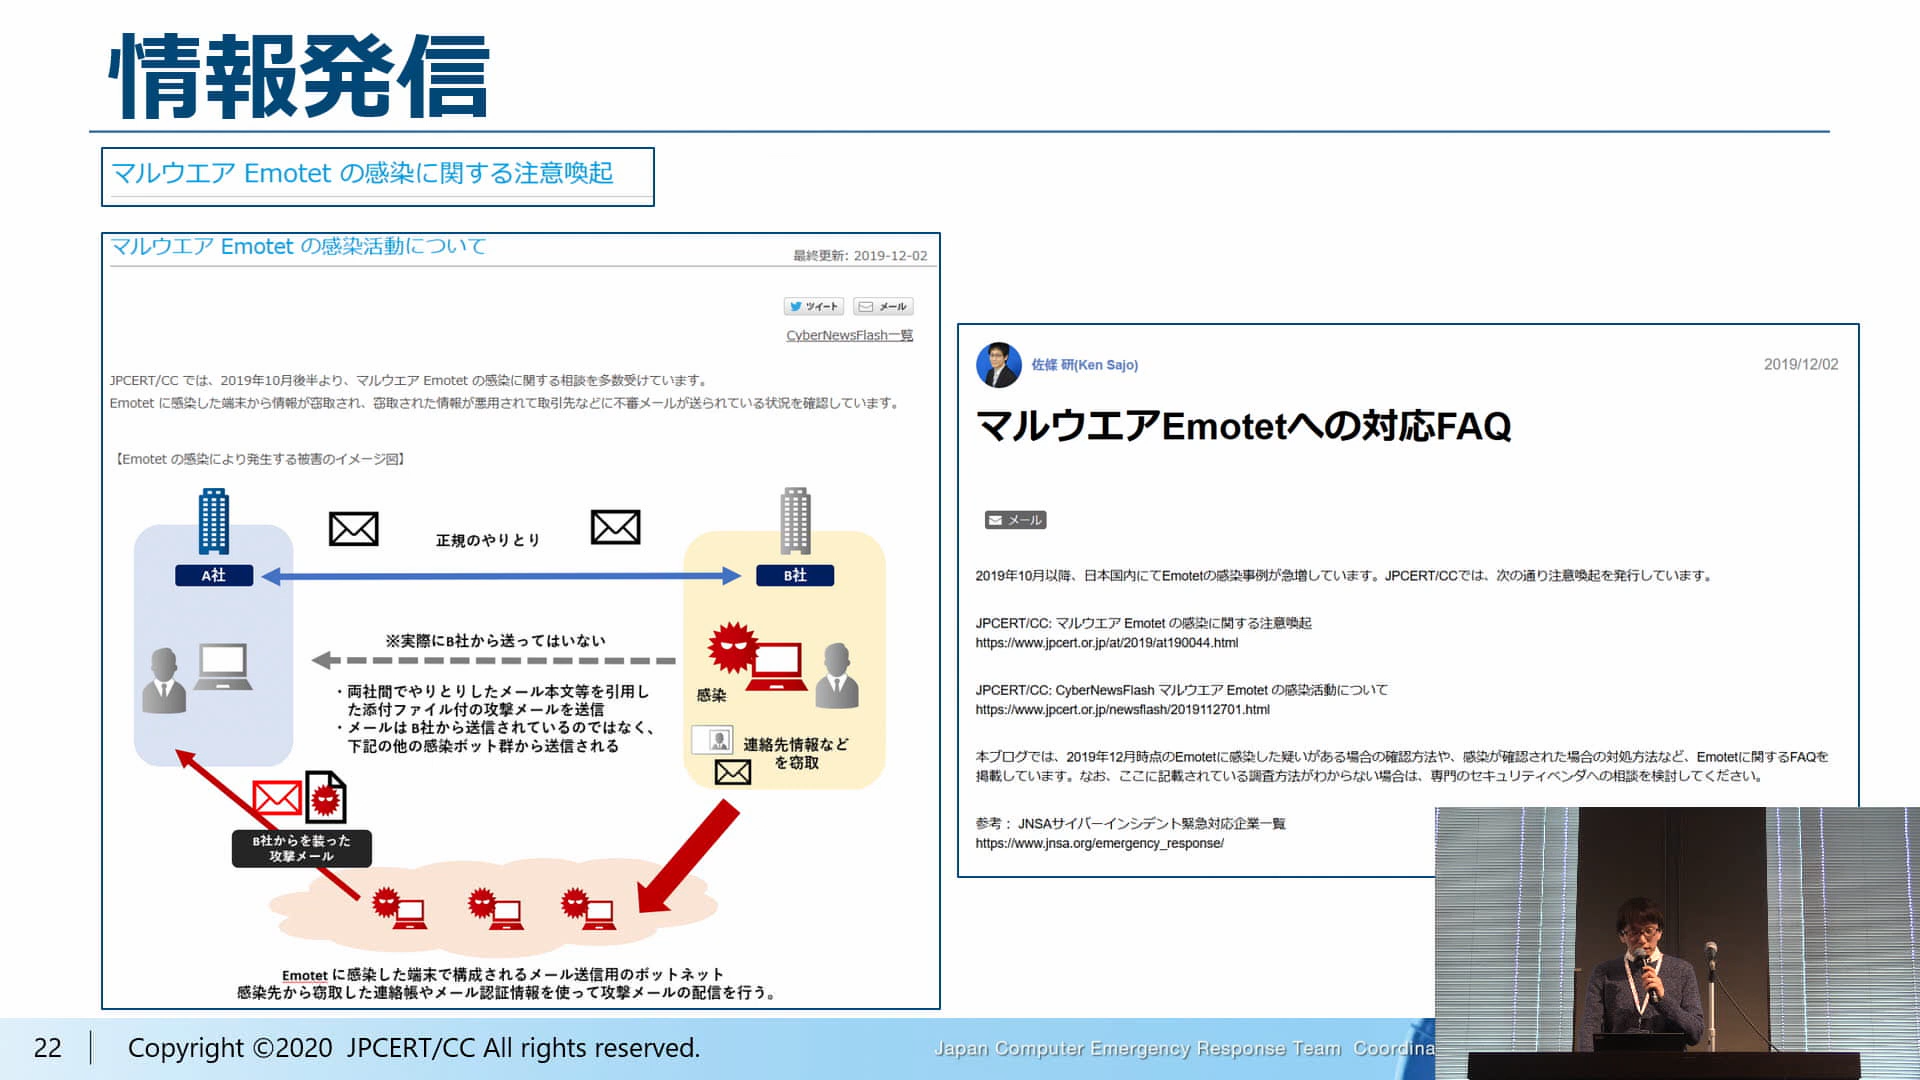 情報発信
マルウエア Emotet の感染に関する注意喚起
マルウエア Emotet の感染活動について
最終更新: 2019-12-02
ツイート
メール
CyberNewsFlash一覧
JPCERT/CC では、2019年10月後半より、マルウエア Emotet の感染に関する相談を多数受けています。
Emotet に感染した端末から情報が窃取され、窃取された情報が悪用されて取引先などに不審メールが送られている状況を確認しています。
【Emotet の感染により発生する被害のイメージ図】
正規のやりとり
A社
B社
※実際にB社から送ってはいない
・両社間でやりとりしたメール本文等を引用し
た添付ファイル付の攻撃メールを送信
・メールは B社から送信されているのではなく、
下記の他の感染ボット群から送信される
感染
連絡先情報など
を窃取
B社からを装った
攻撃メール
Emotet に感染した端末で構成されるメール送信用のボットネット
感染先から窃取した連絡帳やメール認証情報を使って攻撃メールの配信を行う。
佐條 研(Ken Sajo)
2019/12/02
マルウエアEmotetへの対応FAQ
メール
2019年10月以降、日本国内にてEmotetの感染事例が急増しています。JPCERT/CCでは、次の通り注意喚起を発行しています。
JPCERT/CC: マルウエア Emotet の感染に関する注意喚起
https://www.jpcert.or.jp/at/2019/at190044.html
JPCERT/CC: CyberNewsFlash マルウエア Emotet の感染活動について
https://www.jpcert.or.jp/newsflash/2019112701.html
本ブログでは、2019年12月時点のEmotetに感染した疑いがある場合の確認方法や、感染が確認された場合の対処方法など、Emotetに関するFAQを
掲載しています。なお、ここに記載されている調査方法がわからない場合は、専門のセキュリティベンダへの相談を検討してください。
参考： JNSAサイバーインシデント緊急対応企業一覧
https://www.jnsa.org/emergency_response/
22
Copyright ©2020 JPCERT/CC All rights reserved.
Japan Computer Emergency Response Team Coordina